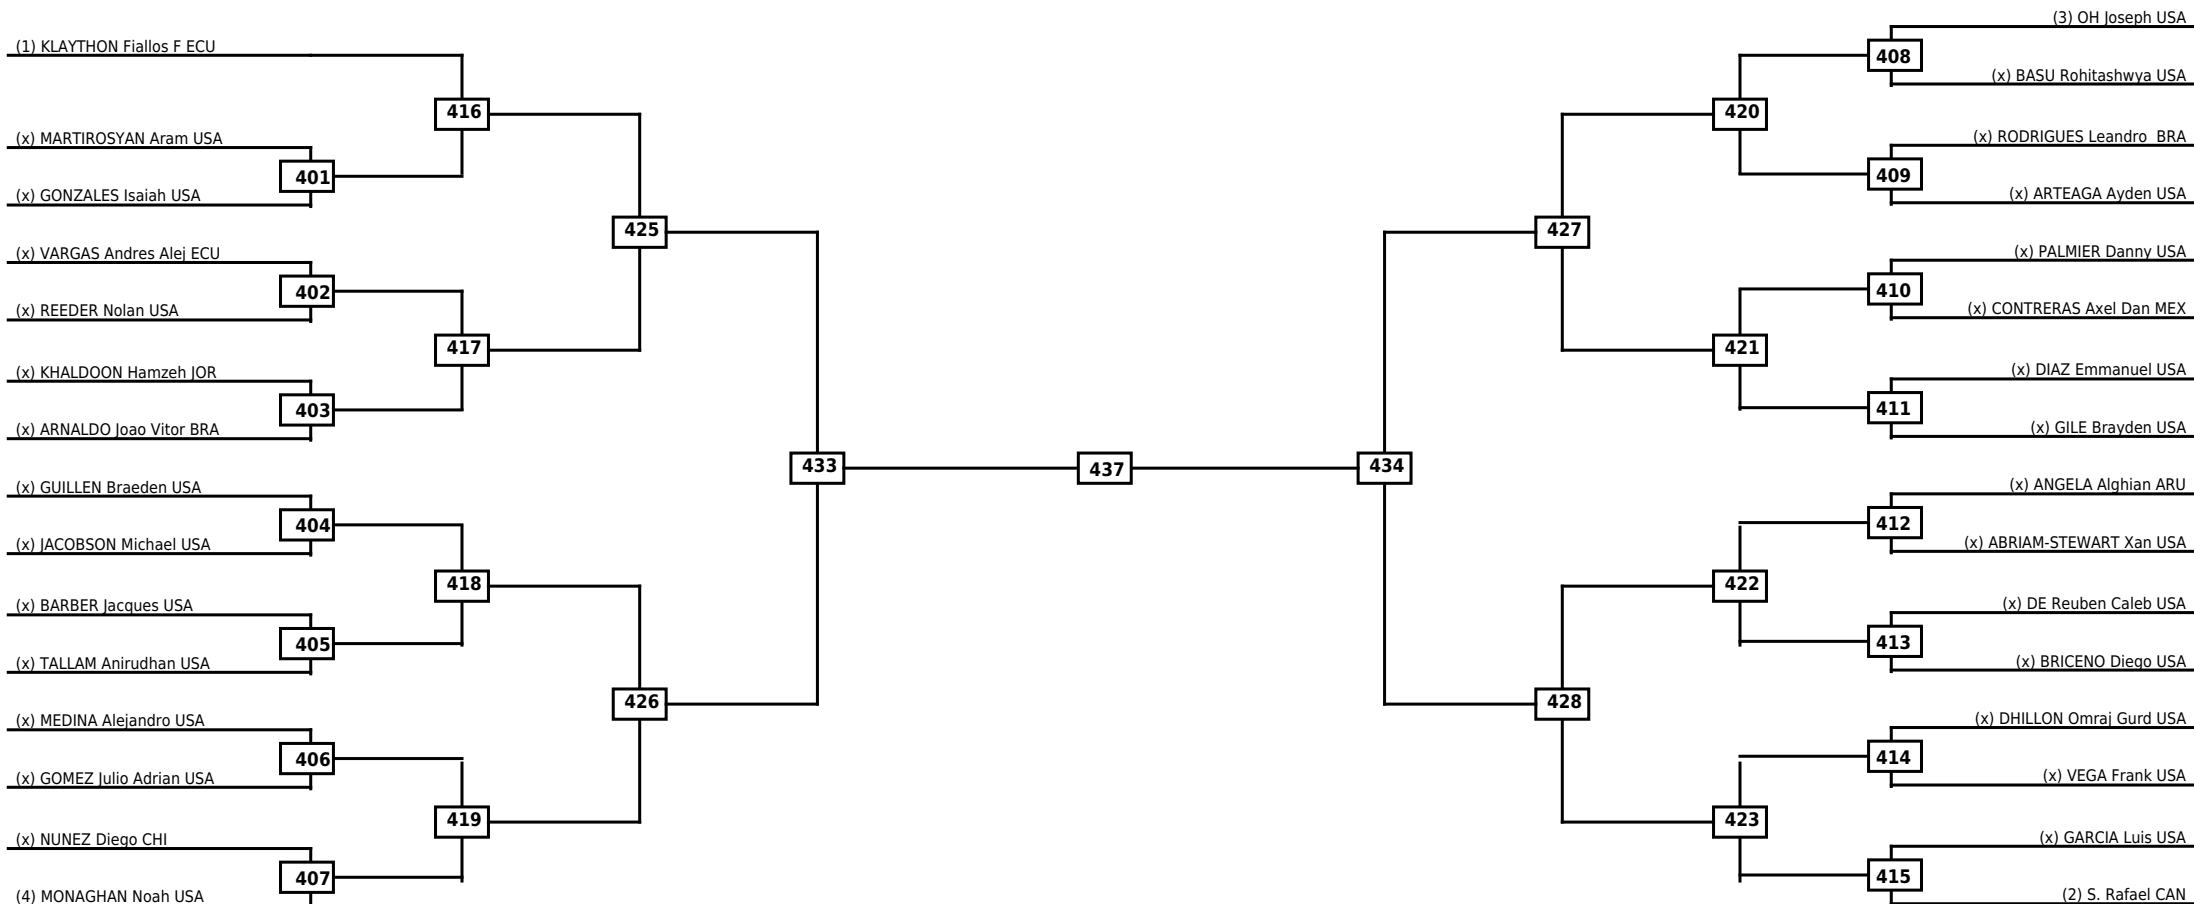 (1) KLAYTHON Fiallos F ECU
(x) MARTIROSYAN Aram USA
(x) GONZALES Isaiah USA
(x) VARGAS Andres Alej ECU
(x) REEDER Nolan USA
(x) KHALDOON Hamzeh JOR
(x) ARNALDO Joao Vitor BRA
(x) GUILLEN Braeden USA
(x) JACOBSON Michael USA
(x) BARBER Jacques USA
(x) TALLAM Anirudhan USA
(x) MEDINA Alejandro USA
(x) GOMEZ Julio Adrian USA
(x) NUNEZ Diego CHI
(4) MONAGHAN Noah USA
401
402
403
404
405
406
407
416
417
418
419
425
426
433
437
434
427
428
420
421
422
423
408
409
410
411
412
413
414
415
(3) OH Joseph USA
(x) BASU Rohitashwya USA
(x) RODRIGUES Leandro BRA
(x) ARTEAGA Ayden USA
(x) PALMIER Danny USA
(x) CONTRERAS Axel Dan MEX
(x) DIAZ Emmanuel USA
(x) GILE Brayden USA
(x) ANGELA Alghian ARU
(x) ABRIAM-STEWART Xan USA
(x) DE Reuben Caleb USA
(x) BRICENO Diego USA
(x) DHILLON Omraj Gurd USA
(x) VEGA Frank USA
(x) GARCIA Luis USA
(2) S. Rafael CAN